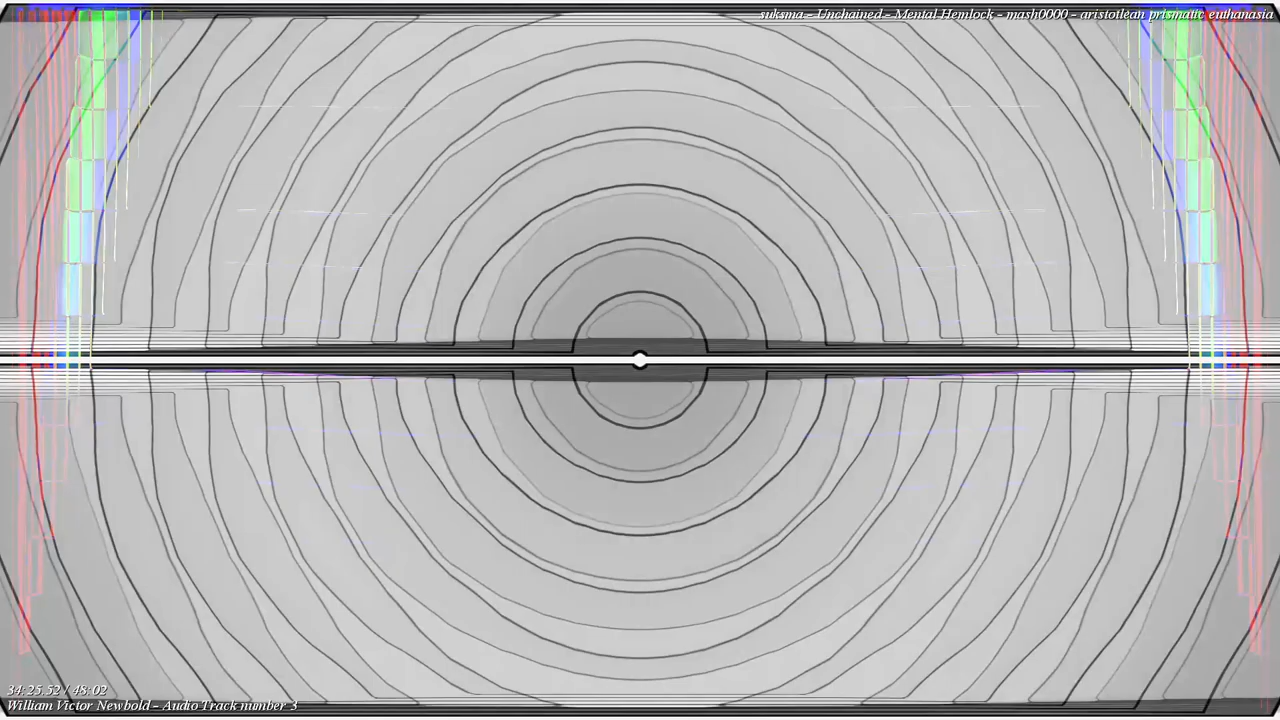 suksma - Unchained - Mental Hemlock - mash0000 - aristotlean prismatic euthanasia
34:25.52 / 48:02
William Victor Newbold - Audio Track number 3